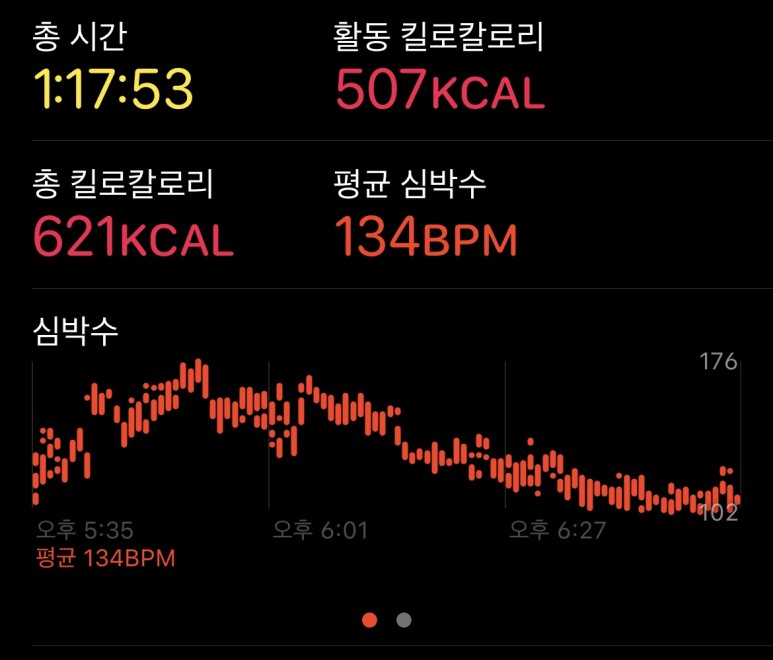 총 시간 활동 킬로칼로리
1:17:53 507KCAL
총 킬로칼로리 평균 심박수
621KCAL 134BPM
심박수
176
102
오후 5:35 오후 6:01 오후 6:27
평균 134BPM